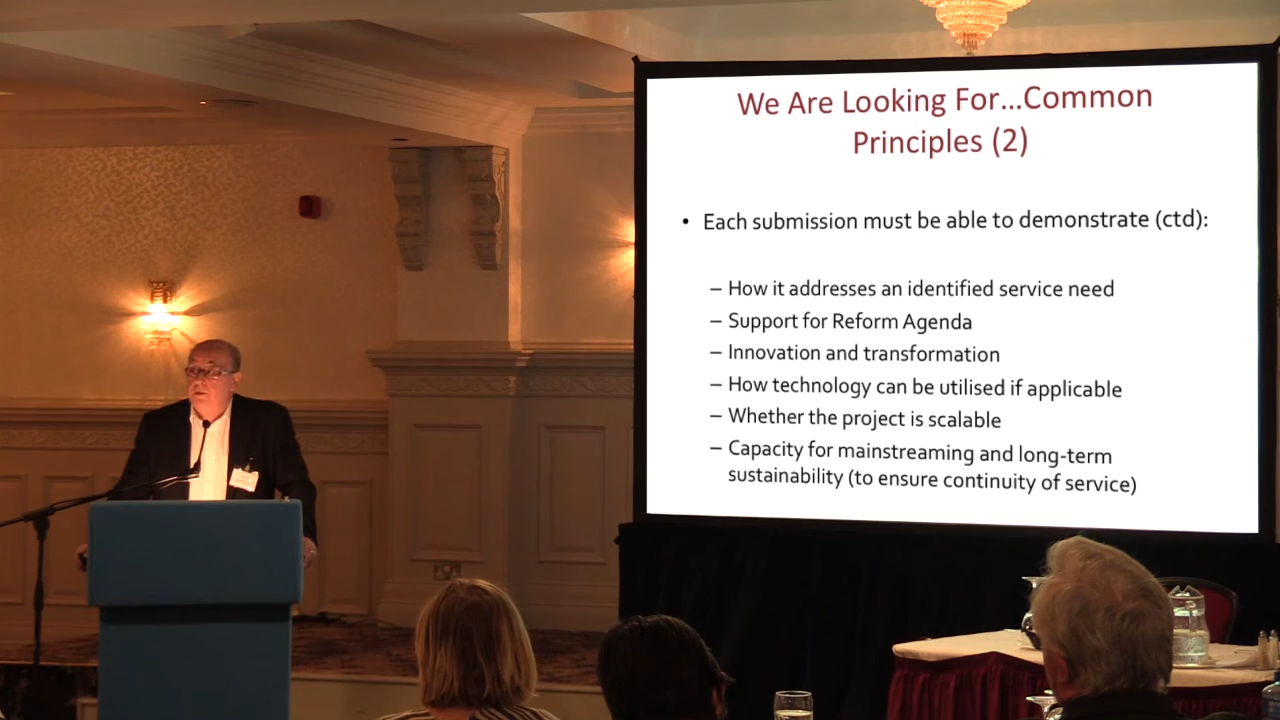 We Are Looking For...Common
Principles (2)
• Each submission must be able to demonstrate (ctd):
– How it addresses an identified service need
– Support for Reform Agenda
– Innovation and transformation
– How technology can be utilised if applicable
– Whether the project is scalable
– Capacity for mainstreaming and long-term
sustainability (to ensure continuity of service)